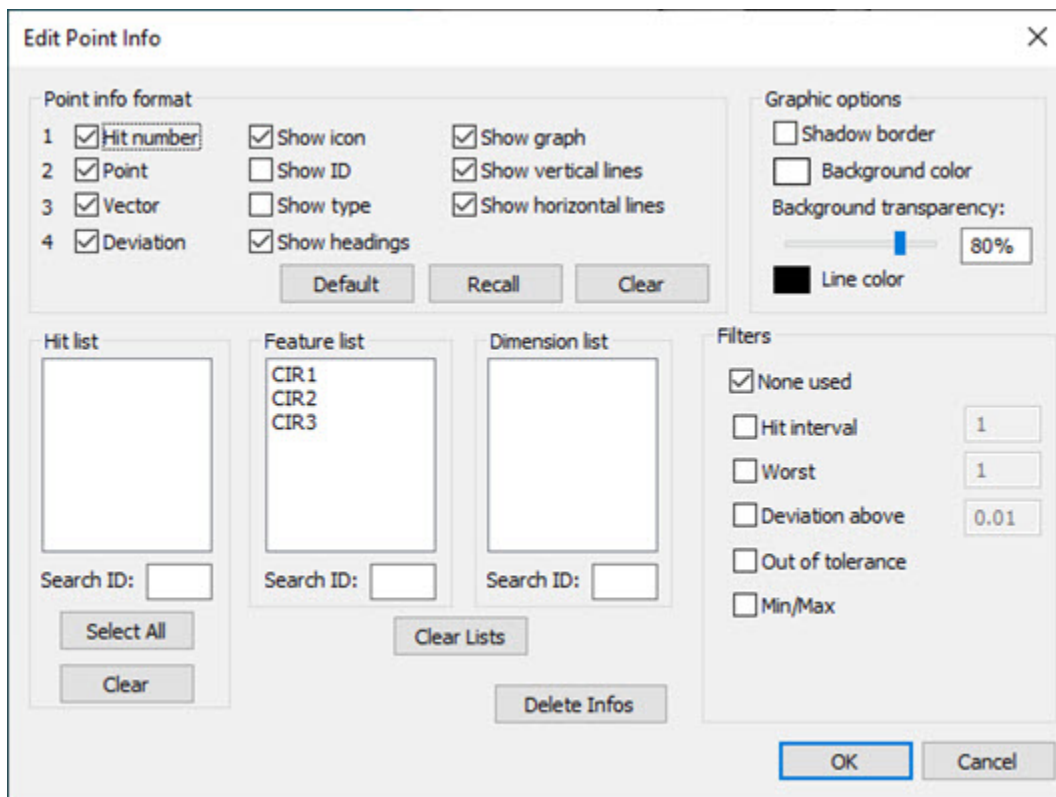 Edit Point Info
Point info format
1 Hit number Show icon Show graph
2 Point Show ID Show vertical lines
3 Vector Show type Show horizontal lines
4 Deviation Show headings
Default Recall Clear
Graphic options
Shadow border
Background color
Background transparency:
80%
Line color
Hit list
Search ID:
Select All
Clear
Feature list
CIR1
CIR2
CIR3
Search ID:
Dimension list
Search ID:
Clear Lists
Delete Infos
Filters
None used
Hit interval 1
Worst 1
Deviation above 0.01
Out of tolerance
Min/Max
OK Cancel